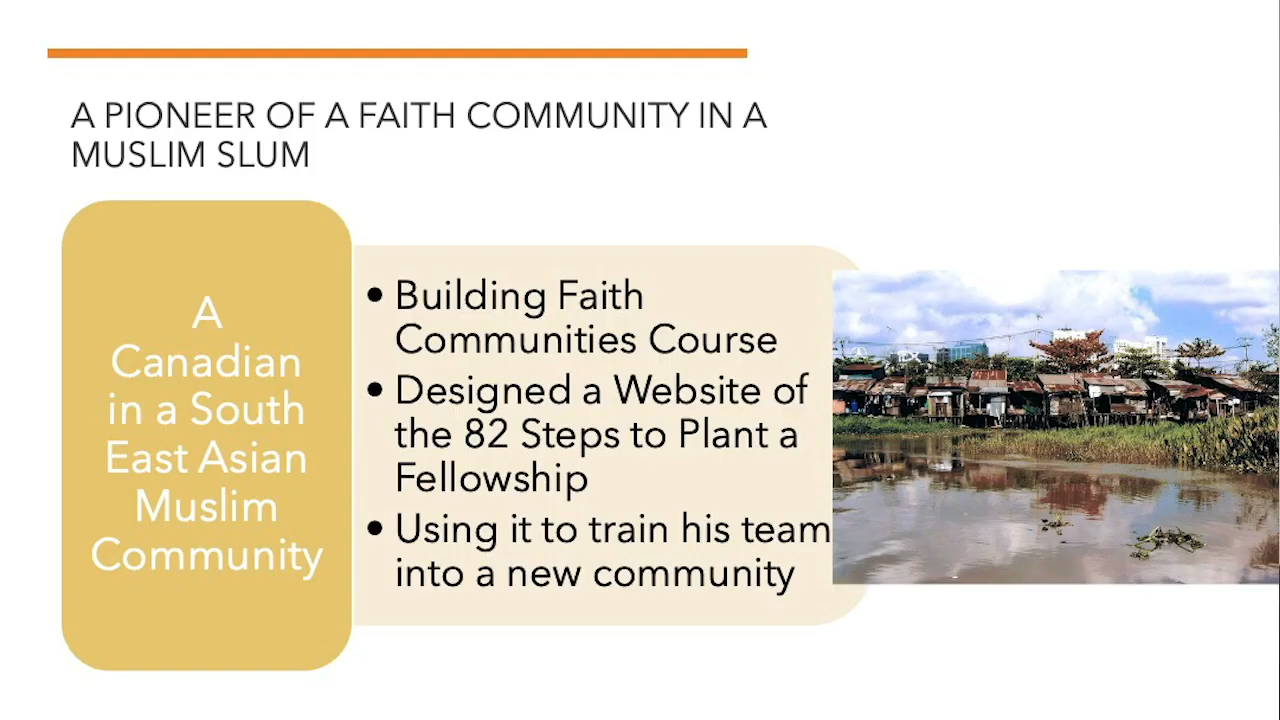 A PIONEER OF A FAITH COMMUNITY IN A
MUSLIM SLUM
A
Canadian
in a South
East Asian
Muslim
Community
• Building Faith
Communities Course
• Designed a Website of
the 82 Steps to Plant a
Fellowship
• Using it to train his team
into a new community